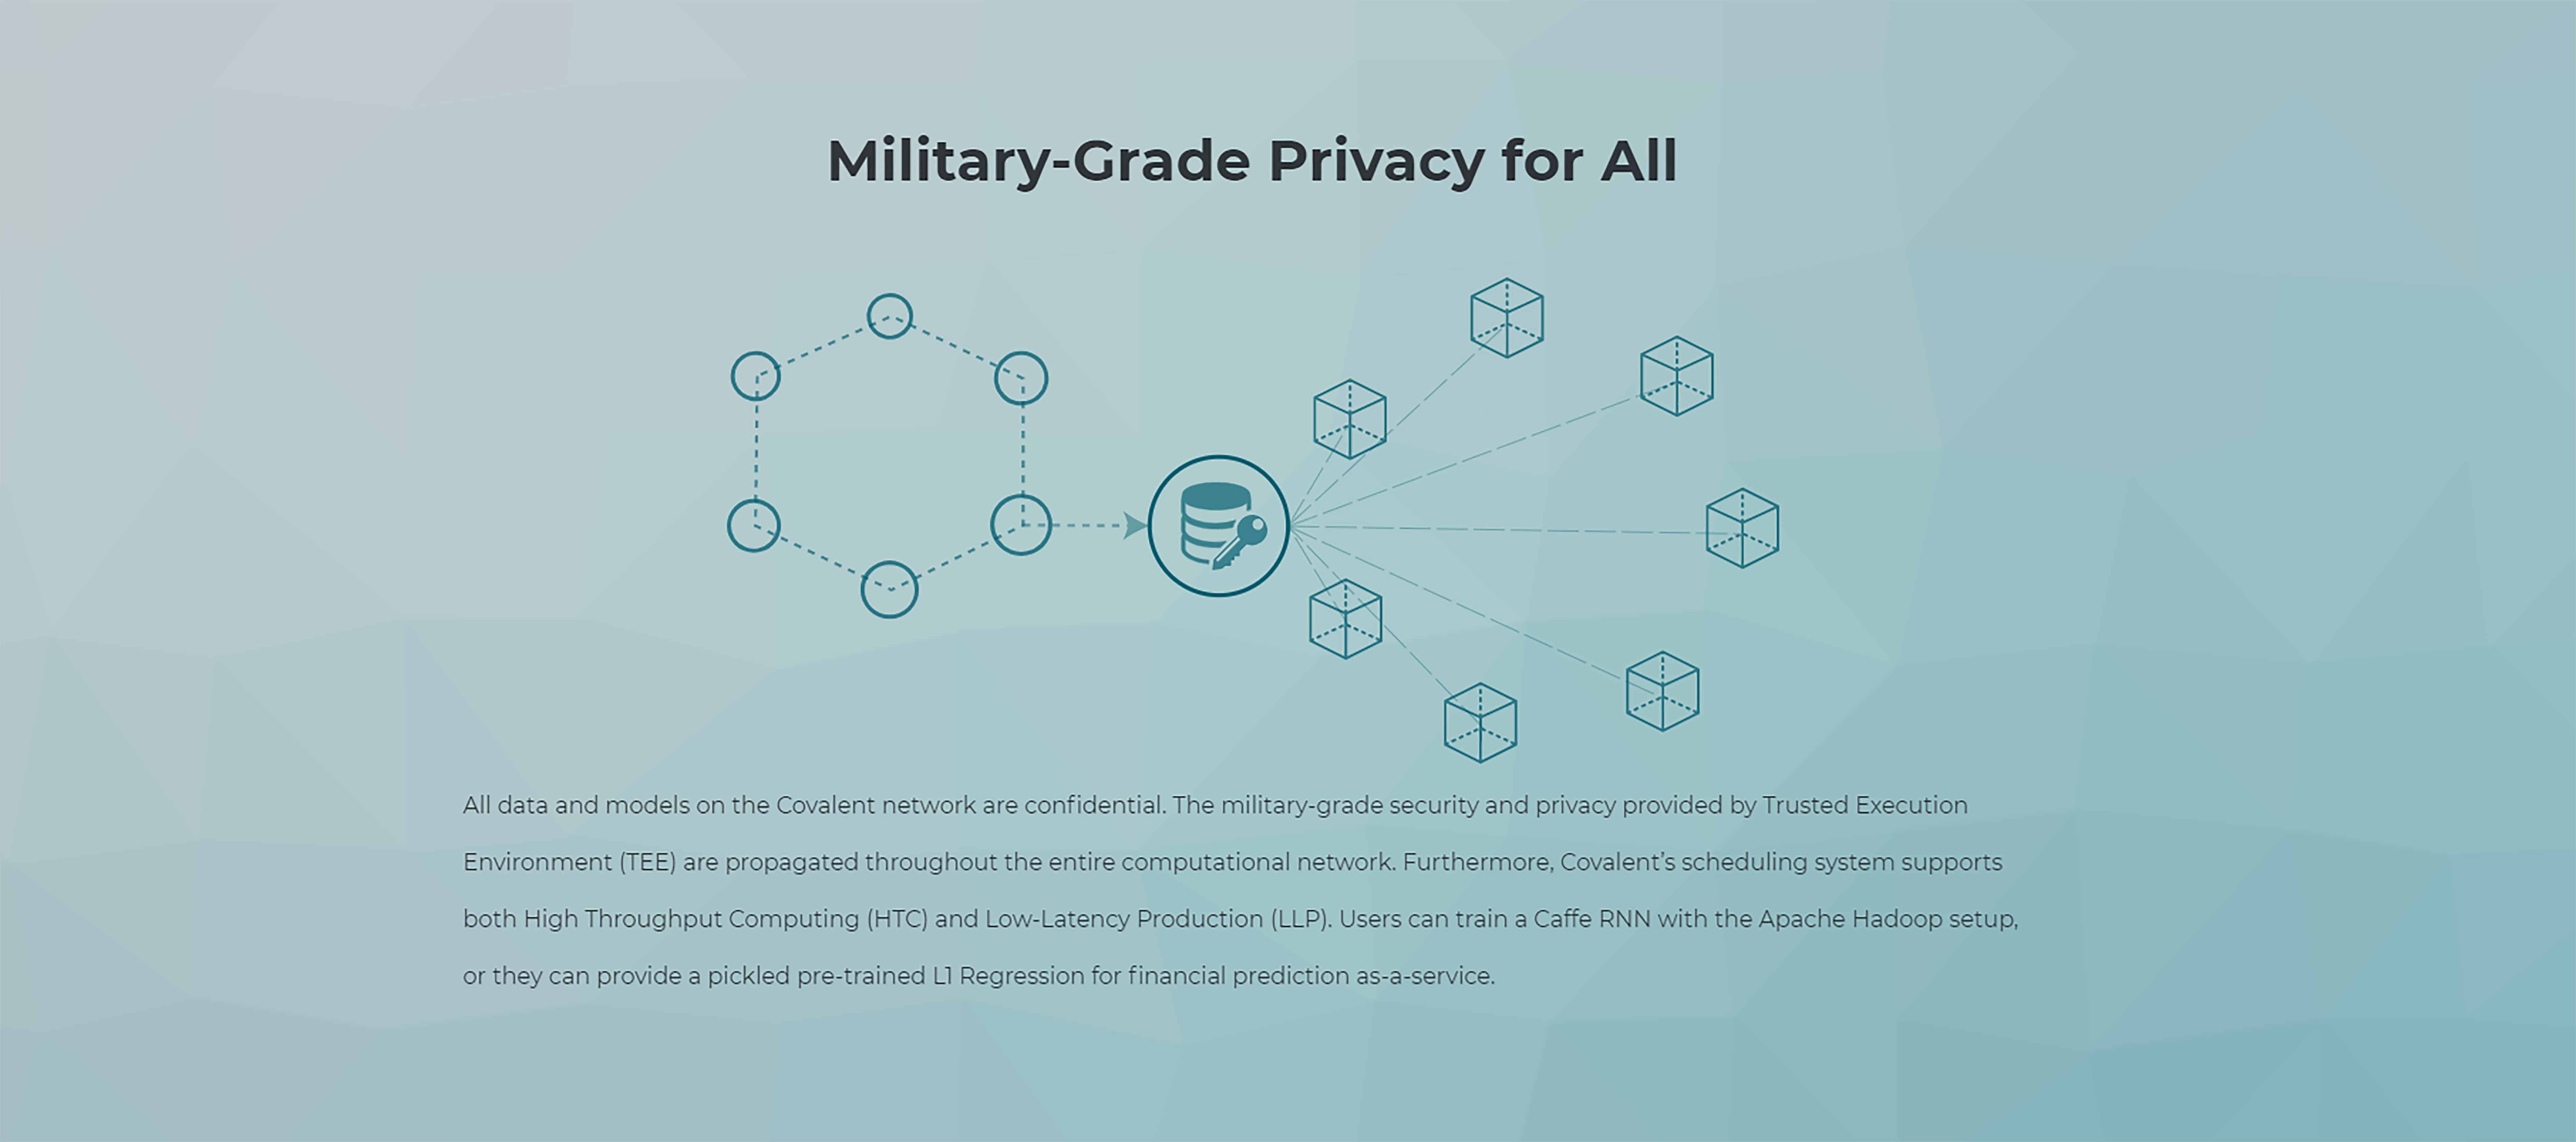 Military-Grade Privacy for All
All data and models on the Covalent network are confidential. The military-grade security and privacy provided by Trusted Execution
Environment (TEE) are propagated throughout the entire computational network. Furthermore, Covalent’s scheduling system supports
both High Throughput Computing (HTC) and Low-Latency Production (LLP). Users can train a Caffe RNN with the Apache Hadoop setup,
or they can provide a pickled pre-trained L1 Regression for financial prediction as-a-service.